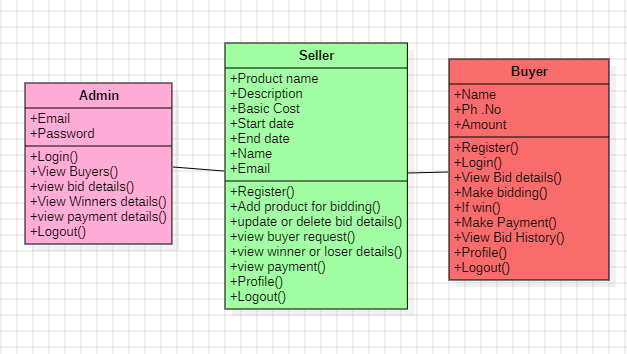 Admin
+Email
+Password
+Login()
+View Buyers()
+view bid details()
+View Winners details()
+view payment details()
+Logout()
Seller
+Product name
+Description
+Basic Cost
+Start date
+End date
+Name
+Email
+Register()
+Add product for bidding()
+update or delete bid details()
+view buyer request()
+view winner or loser details()
+view payment()
+Profile()
+Logout()
Buyer
+Name
+Ph .No
+Amount
+Register()
+Login()
+View Bid details()
+Make bidding()
+If win()
+Make Payment()
+View Bid History()
+Profile()
+Logout()